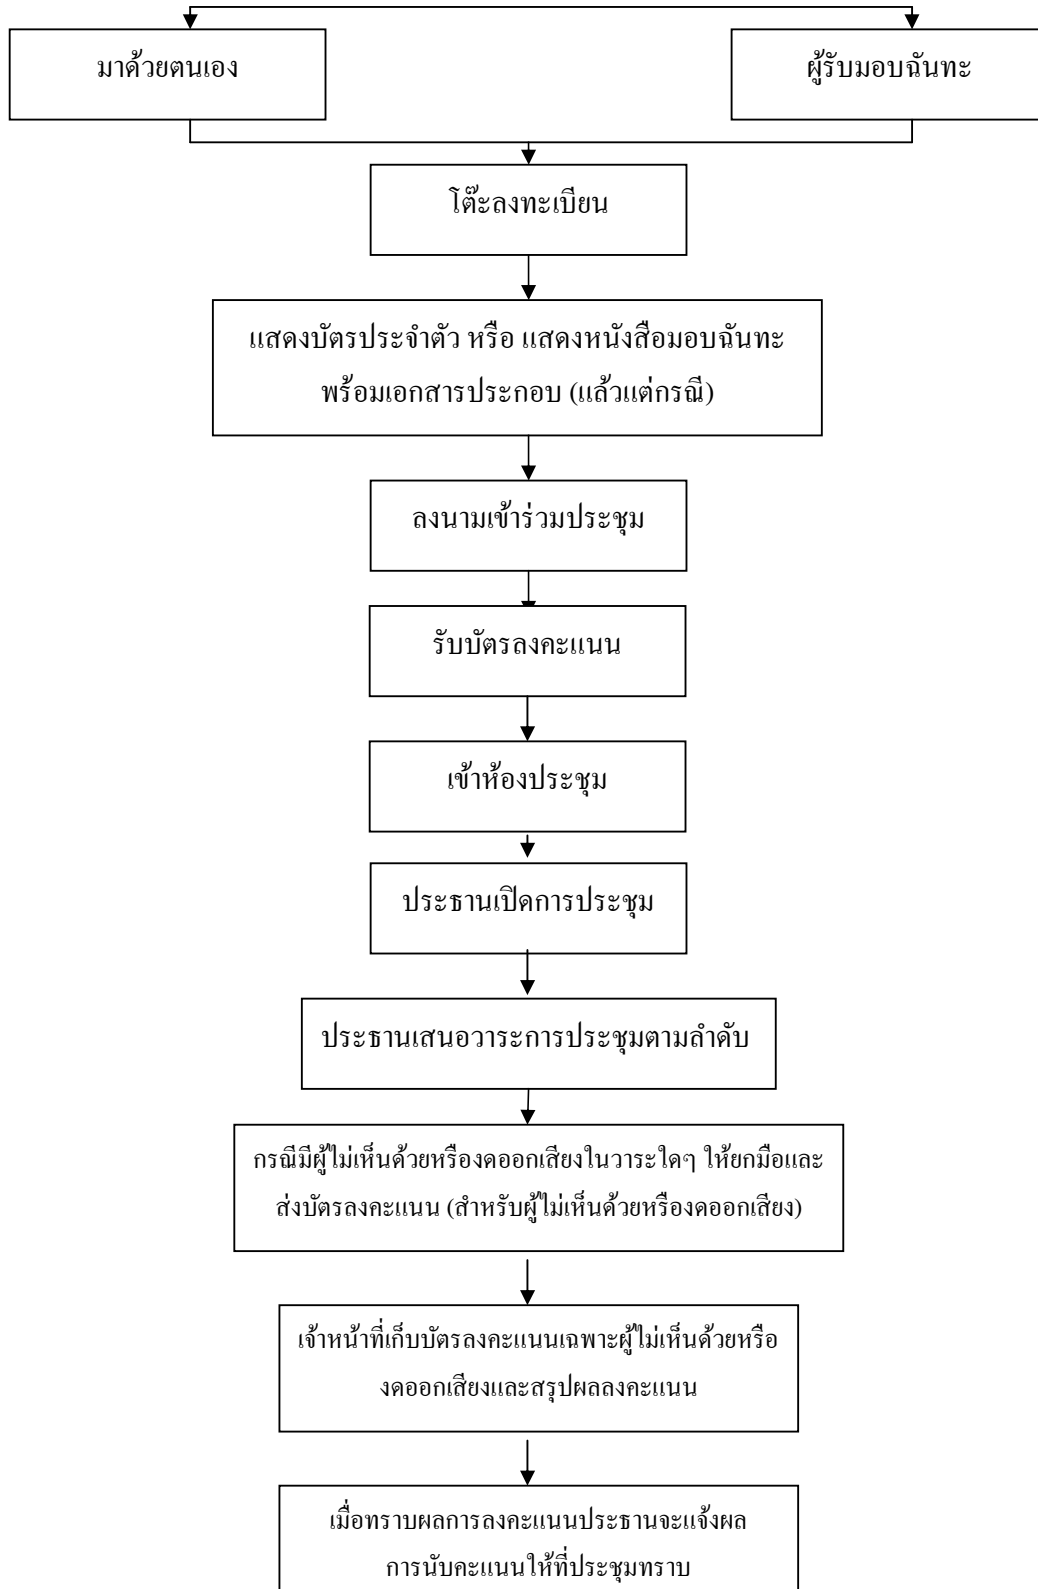 มาด้วยตนเอง
ผู้รับมอบฉันทะ
โต๊ะลงทะเบียน
แสดงบัตรประจำตัว หรือ แสดงหนังสือมอบฉันทะ
พร้อมเอกสารประกอบ (แล้วแต่กรณี)
ลงนามเข้าร่วมประชุม
รับบัตรลงคะแนน
เข้าห้องประชุม
ประธานเปิดการประชุม
ประธานเสนอวาระการประชุมตามลำดับ
กรณีมีผู้ไม่เห็นด้วยหรืองดออกเสียงในวาระใดๆ ให้ยกมือและ
ส่งบัตรลงคะแนน (สำหรับผู้ไม่เห็นด้วยหรืองดออกเสียง)
เจ้าหน้าที่เก็บบัตรลงคะแนนเฉพาะผู้ไม่เห็นด้วยหรือ
งดออกเสียงและสรุปผลลงคะแนน
เมื่อทราบผลการลงคะแนนประธานจะแจ้งผล
การนับคะแนนให้ที่ประชุมทราบ